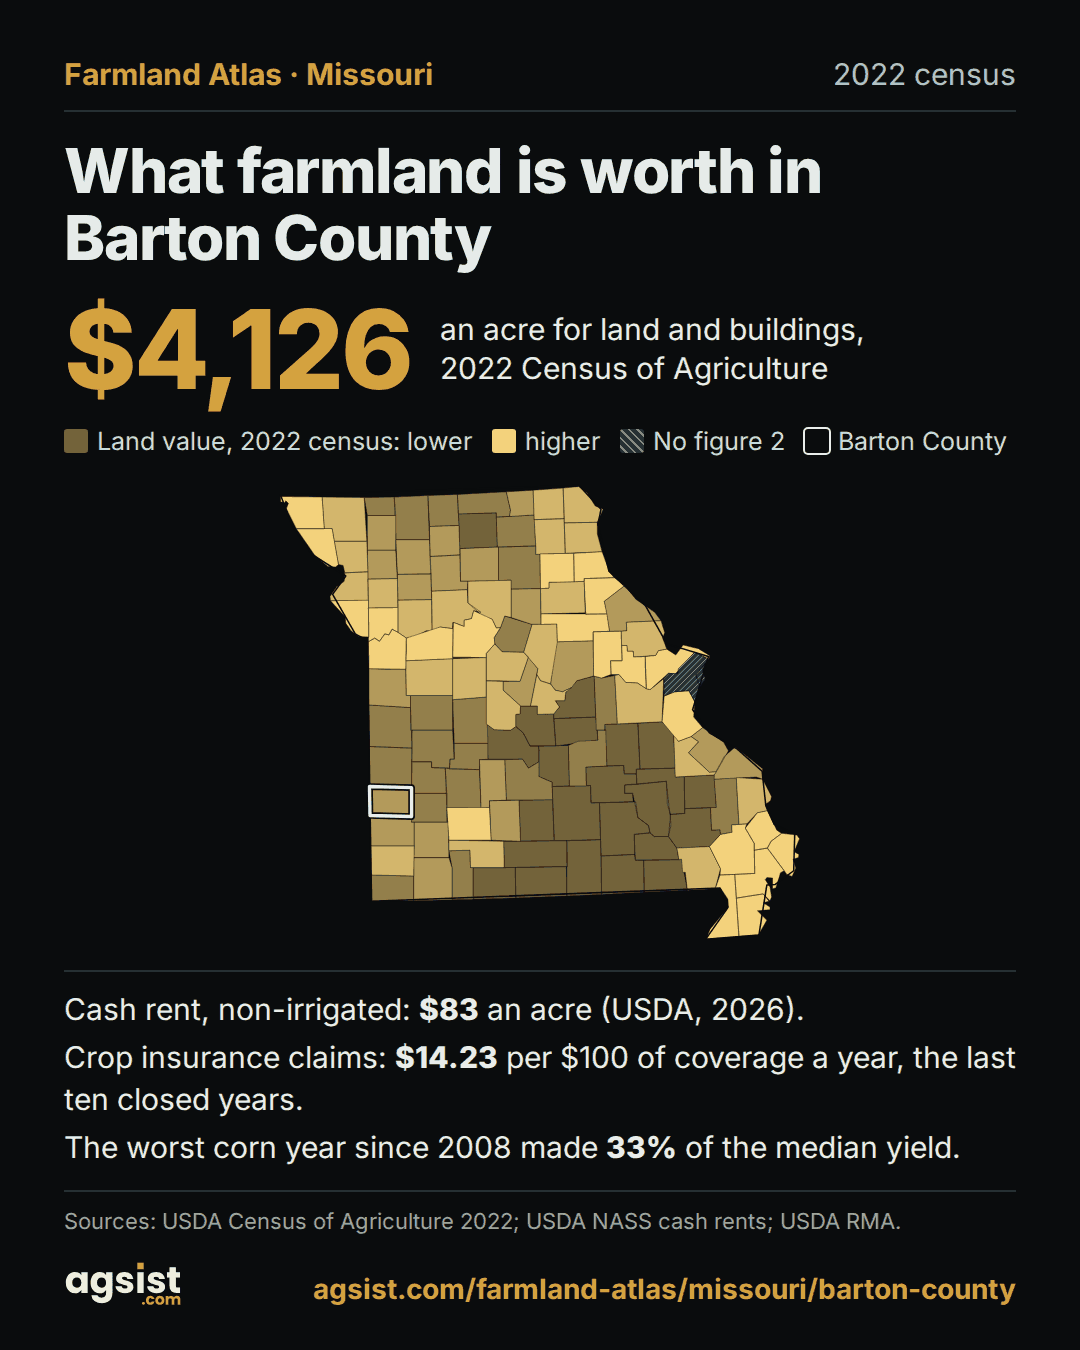 Farmland Atlas · Missouri
2022 census
What farmland is worth in
Barton County
$4,126
an acre for land and buildings,
2022 Census of Agriculture
Land value, 2022 census: lower
higher
No figure 2
Barton County
Cash rent, non-irrigated: $83 an acre (USDA, 2026).
Crop insurance claims: $14.23 per $100 of coverage a year, the last
ten closed years.
The worst corn year since 2008 made 33% of the median yield.
Sources: USDA Census of Agriculture 2022; USDA NASS cash rents; USDA RMA.
agsist
.com
agsist.com/farmland-atlas/missouri/barton-county